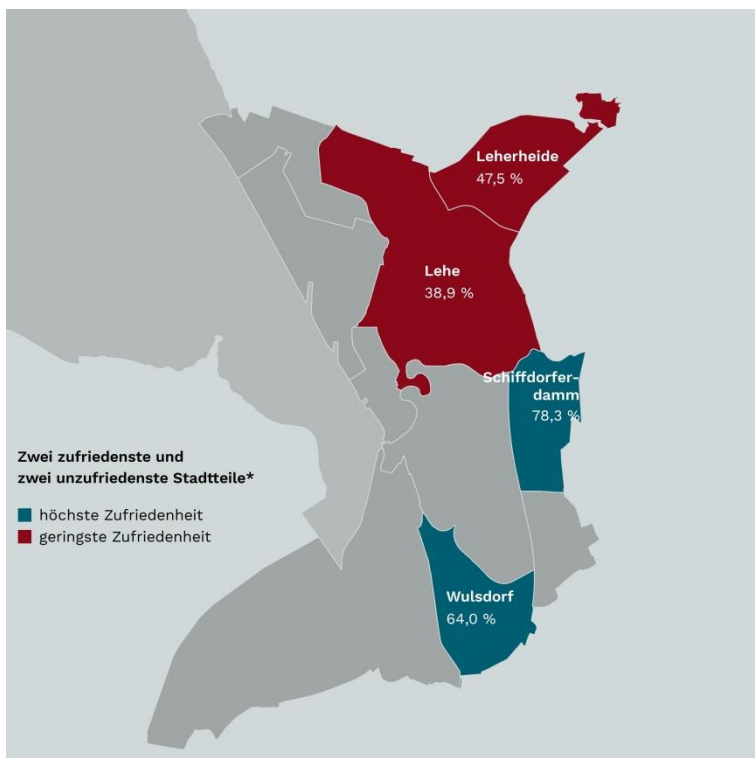 Leherheide
47,5 %
Lehe
38,9 %
Schiffdorfer-
damm
78,3 %
Zwei zufriedenste und
zwei unzufriedenste Stadtteile*
höchste Zufriedenheit
geringste Zufriedenheit
Wulsdorf
64,0 %